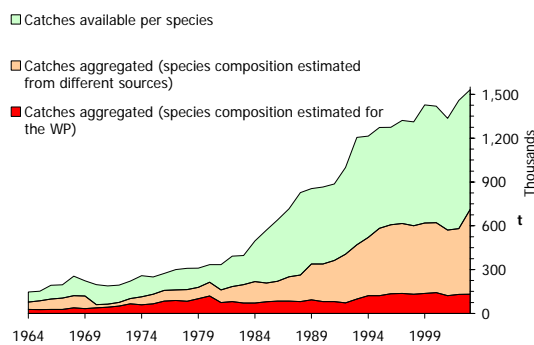 Catches available per species
Catches aggregated (species composition estimated
from different sources)
Catches aggregated (species composition estimated for
the WP)
1,500
1,200
900
600
300
0
Thousands
t
1964 1969 1974 1979 1984 1989 1994 1999